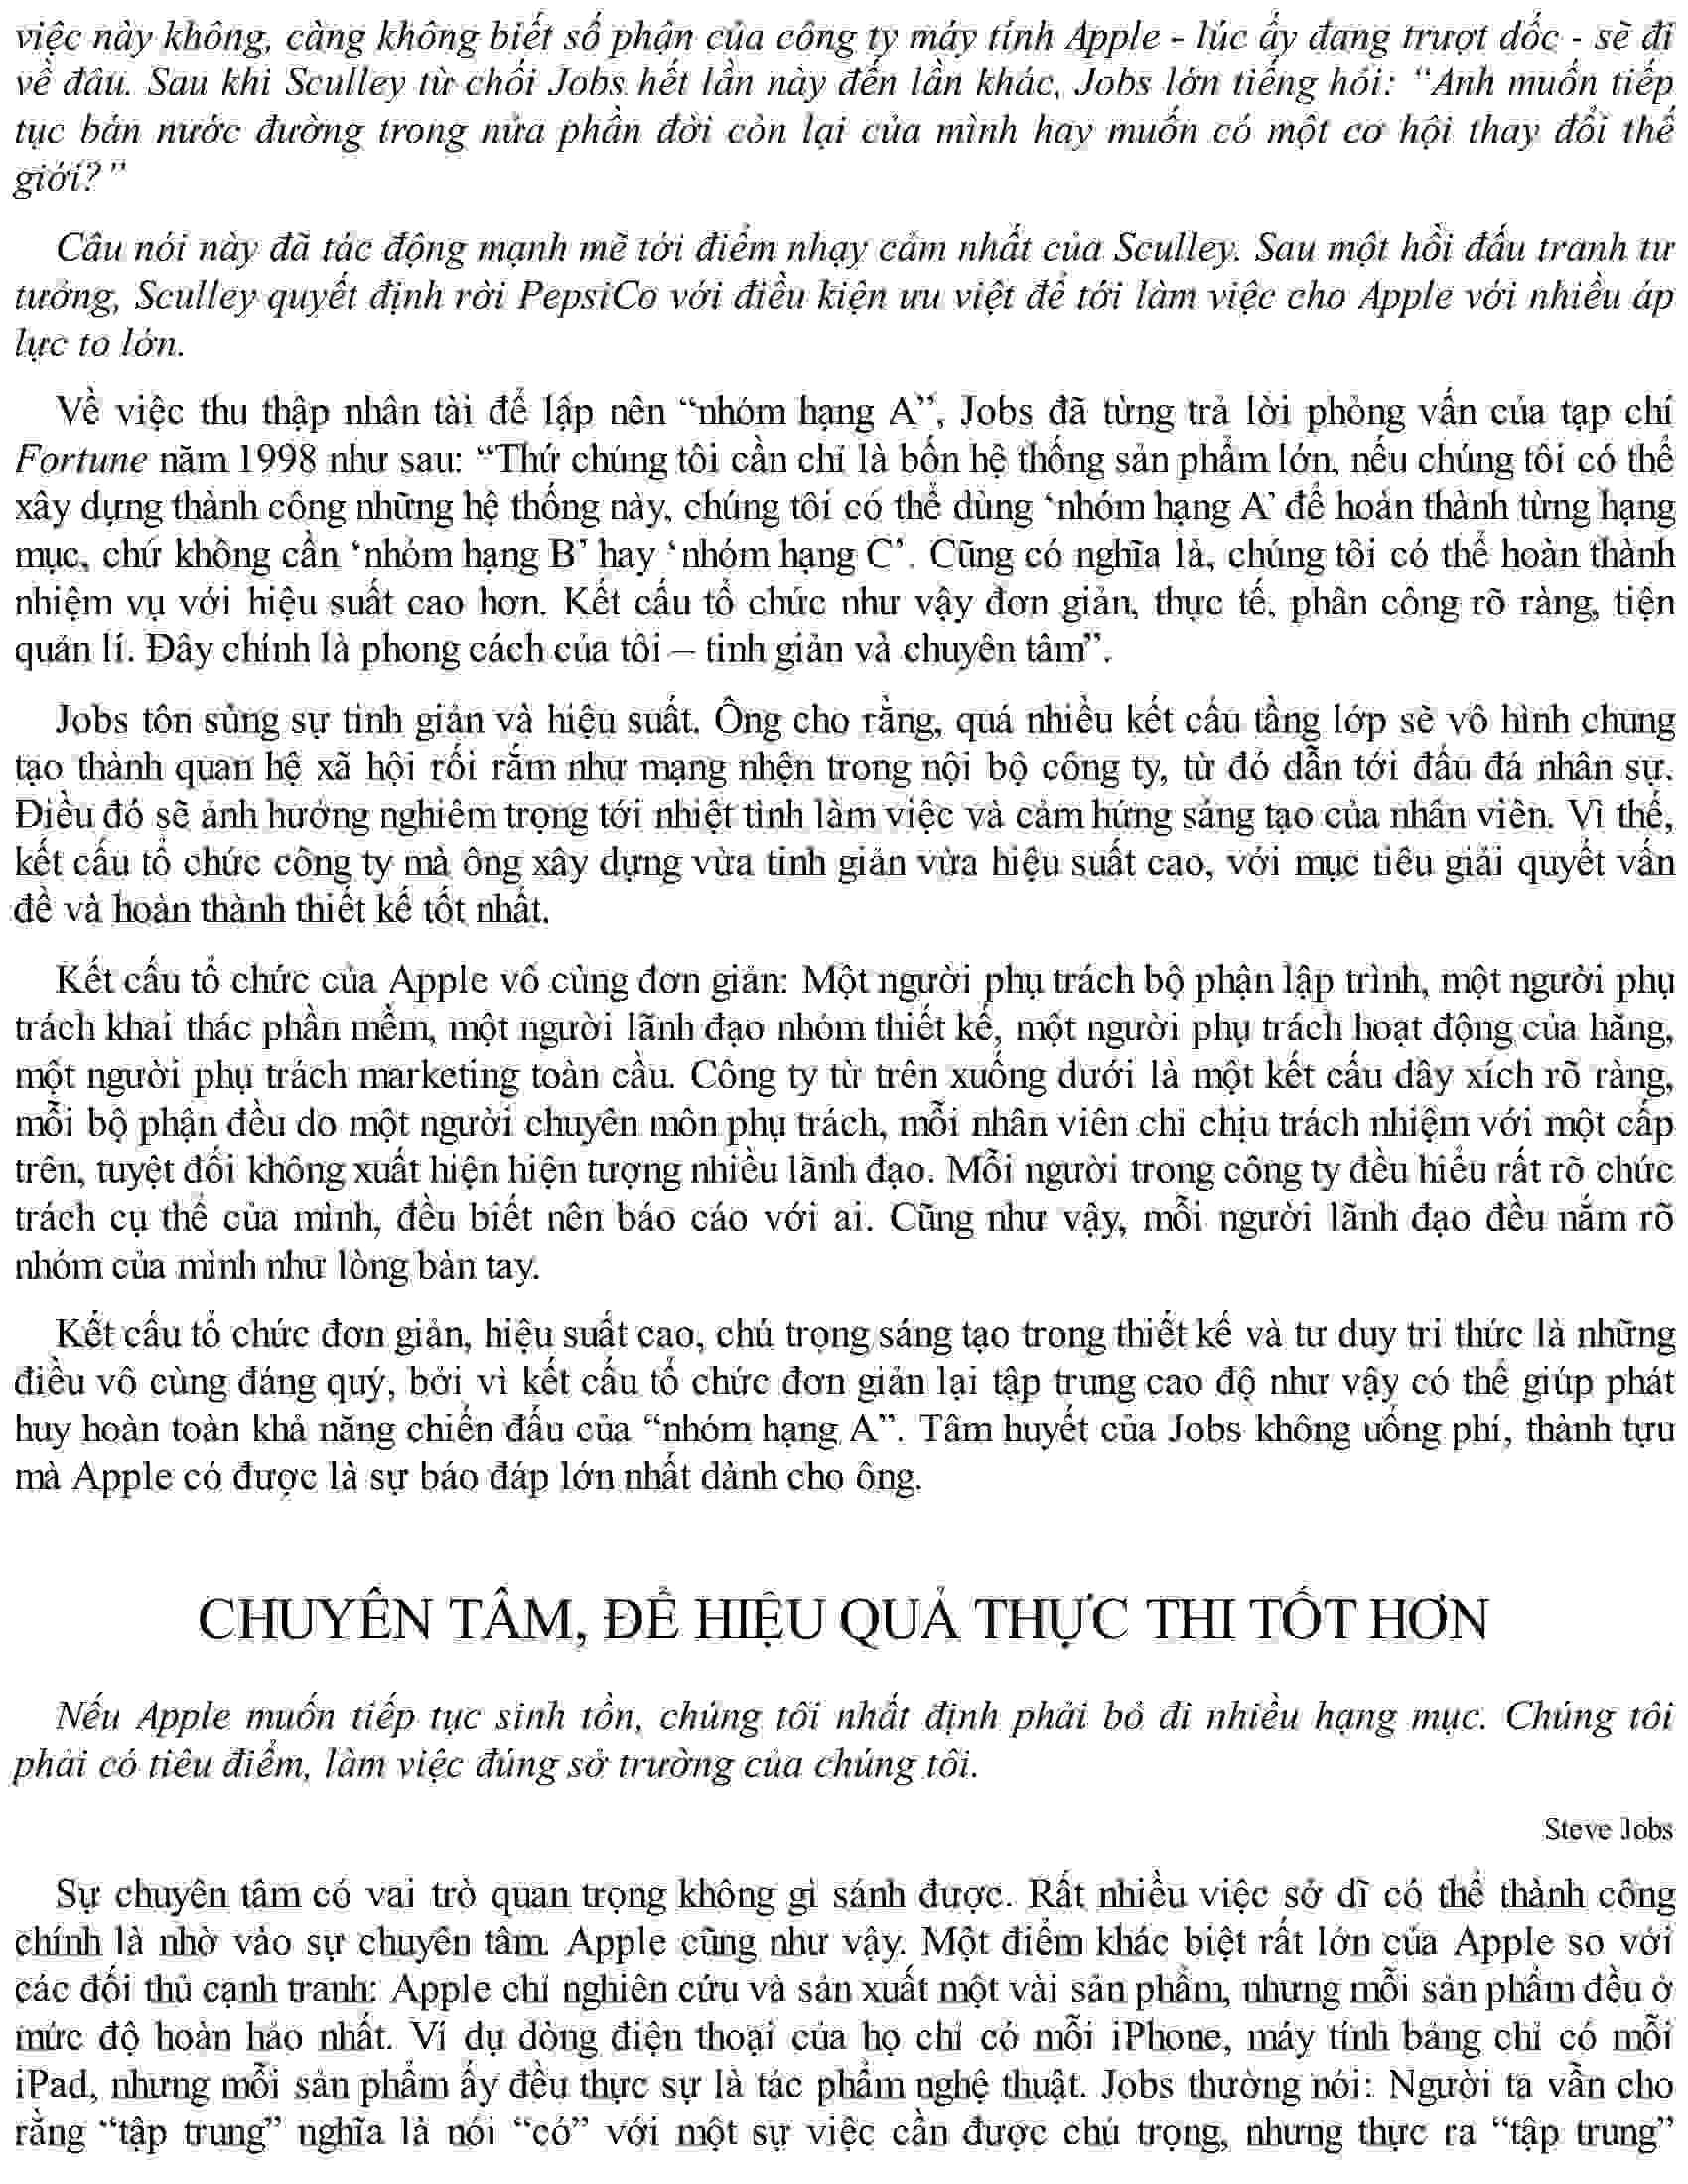 việc này không, càng không biết số phận của công ty máy tính Apple - lúc ấy đang trượt dốc - sẽ đi
về đâu. Sau khi Sculley từ chối Jobs hết lần này đến lần khác, Jobs lớn tiếng hỏi: “Anh muốn tiếp
tục bán nước đường trong nửa phần đời còn lại của mình hay muốn có một cơ hội thay đổi thế
giới?”
Câu nói này đã tác động mạnh mẽ tới điểm nhạy cảm nhất của Sculley. Sau một hồi đấu tranh tư
tưởng, Sculley quyết định rời PepsiCo với điều kiện ưu việt để tới làm việc cho Apple với nhiều áp
lực to lớn.
Về việc thu thập nhân tài để lập nên “nhóm hạng A”, Jobs đã từng trả lời phỏng vấn của tạp chí
Fortune năm 1998 như sau: “Thứ chúng tôi cần chỉ là bốn hệ thống sản phẩm lớn, nếu chúng tôi có thể
xây dựng thành công những hệ thống này, chúng tôi có thể dùng ‘nhóm hạng A’ để hoàn thành từng hạng
mục, chứ không cần ‘nhóm hạng B’ hay ‘nhóm hạng C’. Cũng có nghĩa là, chúng tôi có thể hoàn thành
nhiệm vụ với hiệu suất cao hơn. Kết cấu tổ chức như vậy đơn giản, thực tế, phân công rõ ràng, tiện
quản lí. Đây chính là phong cách của tôi – tinh giản và chuyên tâm”.
Jobs tôn sùng sự tinh giản và hiệu suất. Ông cho rằng, quá nhiều kết cấu tầng lớp sẽ vô hình chung
tạo thành quan hệ xã hội rối rắm như mạng nhện trong nội bộ công ty, từ đó dẫn tới đấu đá nhân sự.
Điều đó sẽ ảnh hưởng nghiêm trọng tới nhiệt tình làm việc và cảm hứng sáng tạo của nhân viên. Vì thế,
kết cấu tổ chức công ty mà ông xây dựng vừa tinh giản vừa hiệu suất cao, với mục tiêu giải quyết vấn
đề và hoàn thành thiết kế tốt nhất.
Kết cấu tổ chức của Apple vô cùng đơn giản: Một người phụ trách bộ phận lập trình, một người phụ
trách khai thác phần mềm, một người lãnh đạo nhóm thiết kế, một người phụ trách hoạt động của hãng,
một người phụ trách marketing toàn cầu. Công ty từ trên xuống dưới là một kết cấu dây xích rõ ràng,
mỗi bộ phận đều do một người chuyên môn phụ trách, mỗi nhân viên chỉ chịu trách nhiệm với một cấp
trên, tuyệt đối không xuất hiện hiện tượng nhiều lãnh đạo. Mỗi người trong công ty đều hiểu rất rõ chức
trách cụ thể của mình, đều biết nên báo cáo với ai. Cũng như vậy, mỗi người lãnh đạo đều nắm rõ
nhóm của mình như lòng bàn tay.
Kết cấu tổ chức đơn giản, hiệu suất cao, chú trọng sáng tạo trong thiết kế và tư duy tri thức là những
điều vô cùng đáng quý, bởi vì kết cấu tổ chức đơn giản lại tập trung cao độ như vậy có thể giúp phát
huy hoàn toàn khả năng chiến đấu của “nhóm hạng A”. Tâm huyết của Jobs không uổng phí, thành tựu
mà Apple có được là sự báo đáp lớn nhất dành cho ông.
CHUYÊN TÂM, ĐỂ HIỆU QUẢ THỰC THI TỐT HƠN
Nếu Apple muốn tiếp tục sinh tồn, chúng tôi nhất định phải bỏ đi nhiều hạng mục. Chúng tôi
phải có tiêu điểm, làm việc đúng sở trường của chúng tôi.
Steve Jobs
Sự chuyên tâm có vai trò quan trọng không gì sánh được. Rất nhiều việc sở dĩ có thể thành công
chính là nhờ vào sự chuyên tâm. Apple cũng như vậy. Một điểm khác biệt rất lớn của Apple so với
các đối thủ cạnh tranh: Apple chỉ nghiên cứu và sản xuất một vài sản phẩm, nhưng mỗi sản phẩm đều ở
mức độ hoàn hảo nhất. Ví dụ dòng điện thoại của họ chỉ có mỗi iPhone, máy tính bảng chỉ có mỗi
iPad, nhưng mỗi sản phẩm ấy đều thực sự là tác phẩm nghệ thuật. Jobs thường nói: Người ta vẫn cho
rằng “tập trung” nghĩa là nói “có” với một sự việc cần được chú trọng, nhưng thực ra “tập trung”